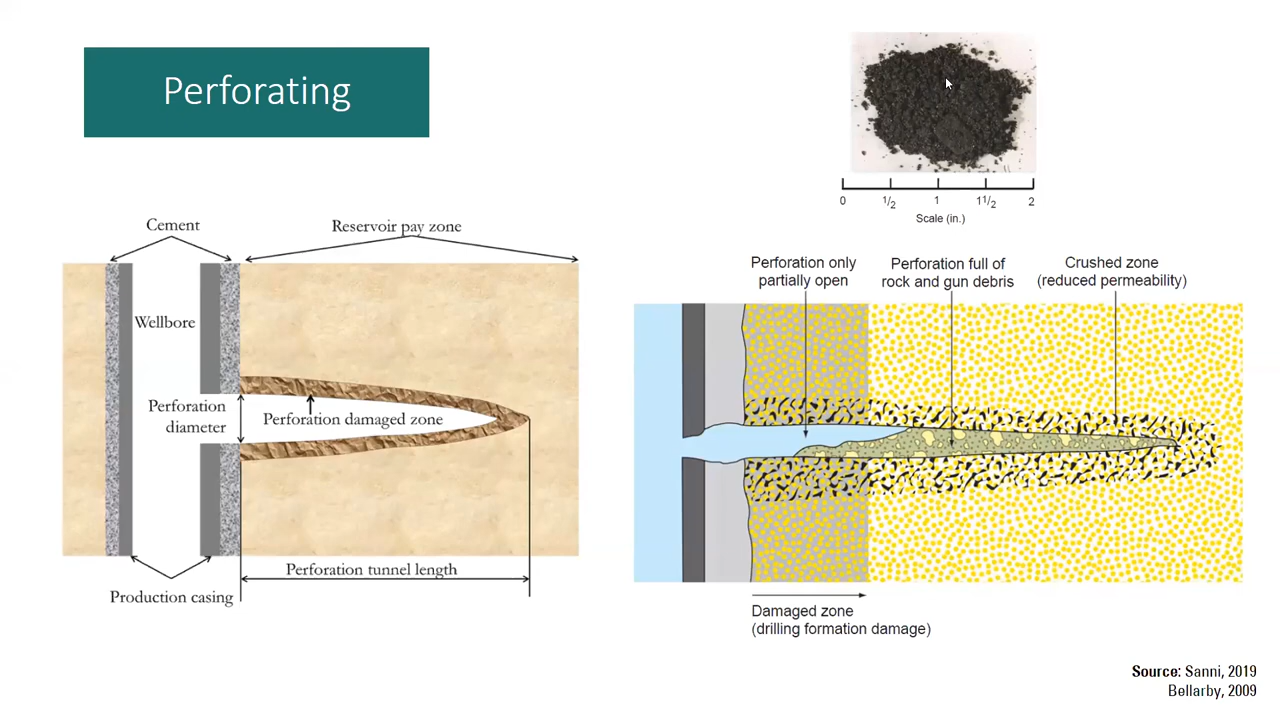 Perforating
0 1/2 1 11/2 2
Scale (in.)
Cement
Reservoir pay zone
Wellbore
Perforation
diameter
Perforation damaged zone
Perforation tunnel length
Production casing
Perforation only
partially open
Perforation full of
rock and gun debris
Crushed zone
(reduced permeability)
Damaged zone
(drilling formation damage)
Source: Sanni, 2019
Bellarby, 2009